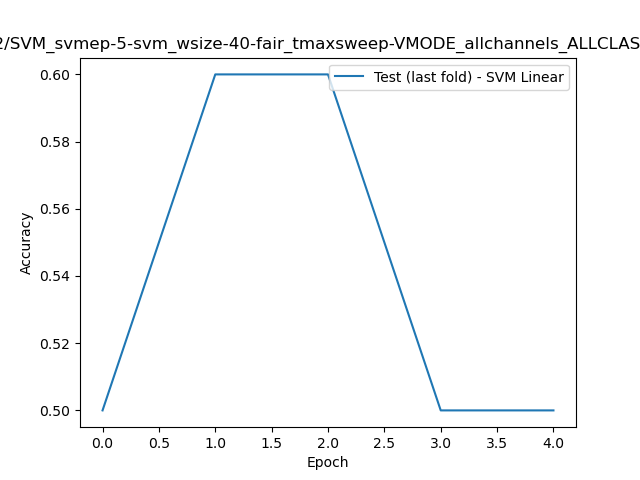 2/SVM_svmep-5-svm_wsize-40-fair_tmaxsweep-VMODE_allchannels_ALLCLAS
Test (last fold) - SVM Linear
Accuracy
0.60
0.58
0.56
0.54
0.52
0.50
0.0 0.5 1.0 1.5 2.0 2.5 3.0 3.5 4.0
Epoch